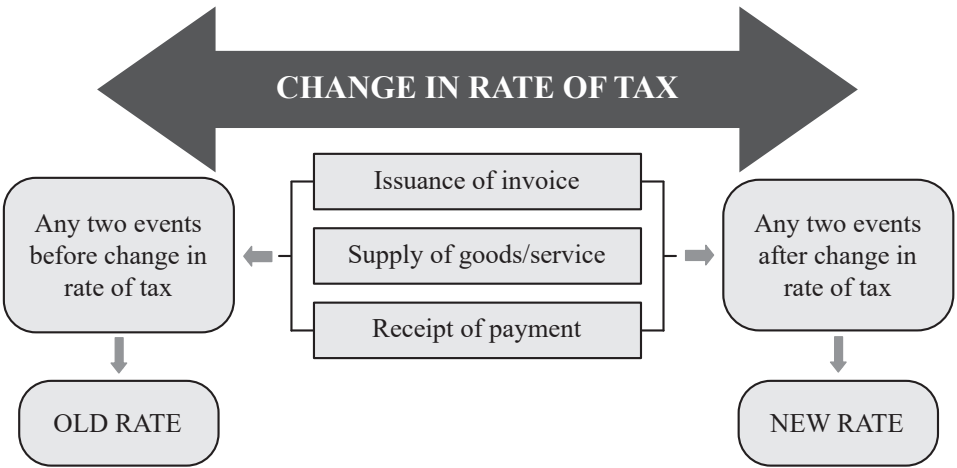 CHANGE IN RATE OF TAX
Issuance of invoice
Supply of goods/service
Receipt of payment
Any two events
before change in
rate of tax
OLD RATE
Any two events
after change in
rate of tax
NEW RATE